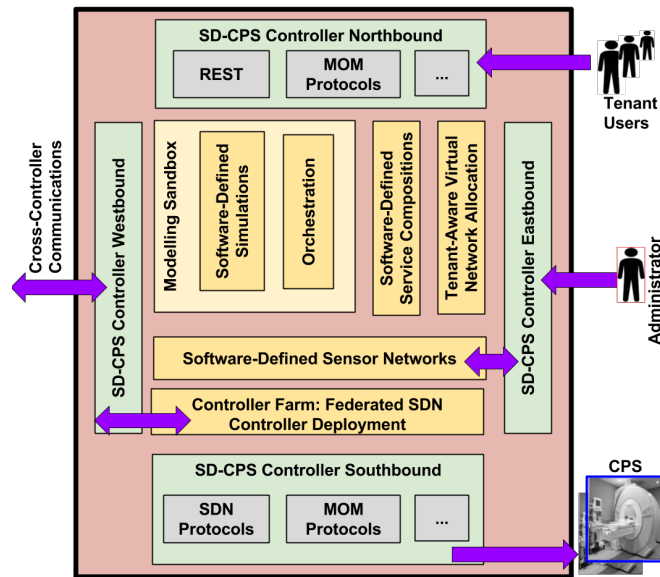 SD-CPS Controller Northbound
REST
MOM
Protocols
...
Tenant
Users
Cross-Controller
Communications
SD-CPS Controller Westbound
Modelling Sandbox
Software-Defined
Simulations
Orchestration
Software-Defined
Service Compositions
Tenant-Aware Virtual
Network Allocation
SD-CPS Controller Eastbound
Administrator
Software-Defined Sensor Networks
Controller Farm: Federated SDN
Controller Deployment
SD-CPS Controller Southbound
SDN
Protocols
MOM
Protocols
...
CPS